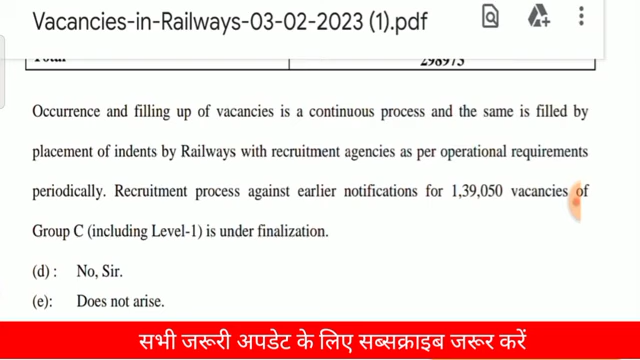 Vacancies-in-Railways-03-02-2023 (1).pdf
Total 298973
Occurrence and filling up of vacancies is a continuous process and the same is filled by
placement of indents by Railways with recruitment agencies as per operational requirements
periodically. Recruitment process against earlier notifications for 1,39,050 vacancies of
Group C (including Level-1) is under finalization.
(d) : No, Sir.
(e): Does not arise.
सभी जरूरी अपडेट के लिए सब्सक्राइब जरूर करें